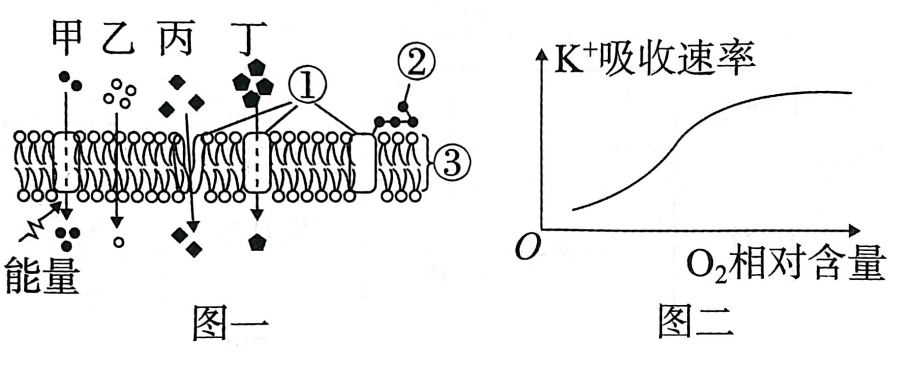 甲 乙 丙 丁
①
②
③
能量
图一
K⁺吸收速率
O
O₂相对含量
图二